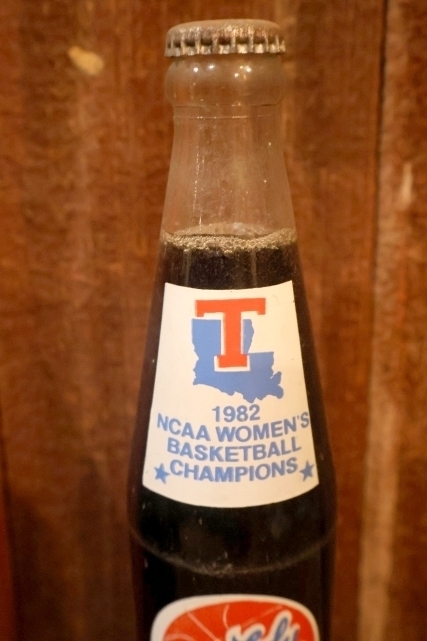 T
1982
NCAA WOMEN'S
BASKETBALL
CHAMPIONS